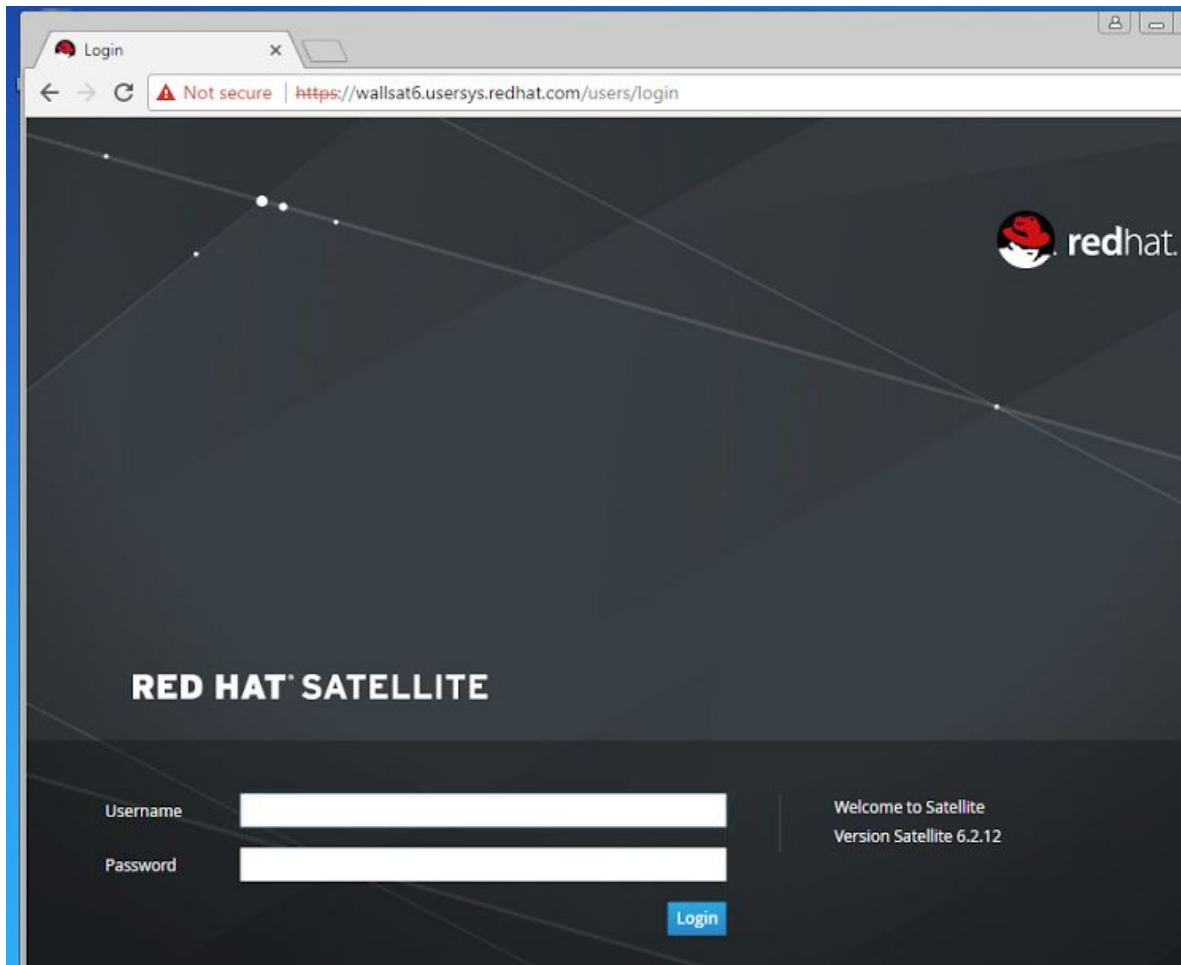 Login
Not secure | https://wallsat6.usersys.redhat.com/users/login
redhat.
RED HAT® SATELLITE
Username
Welcome to Satellite
Version Satellite 6.2.12
Password
Login